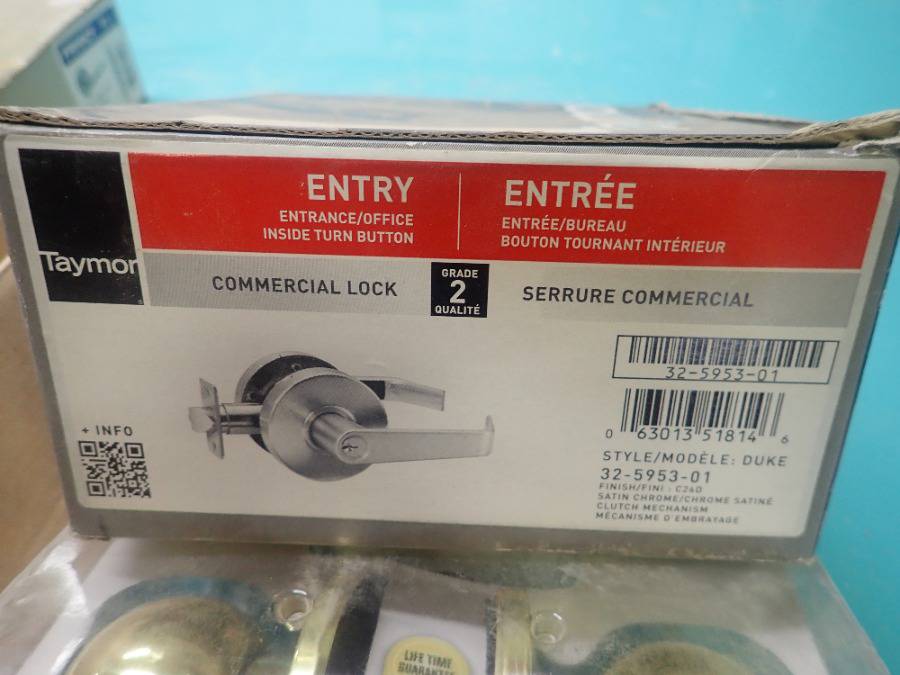 ENTRY
ENTRANCE/OFFICE
INSIDE TURN BUTTON
ENTRÉE
ENTRÉE/BUREAU
BOUTON TOURNANT INTÉRIEUR
Taymor
COMMERCIAL LOCK
GRADE
2
QUALITÉ
SERRURE COMMERCIAL
32-5953-01
0 63013 51814 6
+ INFO
STYLE/MODÈLE: DUKE
32-5953-01
FINISH/FINI : C26D
SATIN CHROME/CHROME SATINÉ
CLUTCH MECHANISM
MÉCANISME D'EMBRAYAGE
LIFE TIME
GUARANTEE